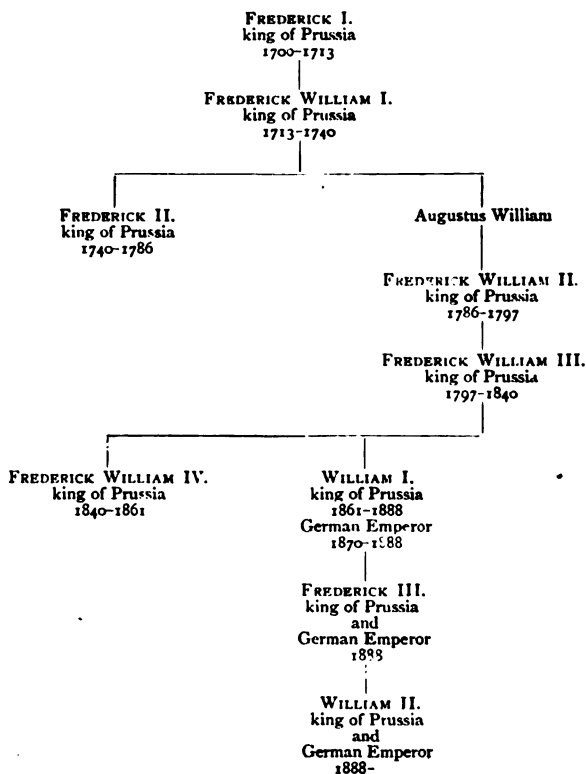 FREDERICK I.
king of Prussia
1700-1713
FREDERICK WILLIAM I.
king of Prussia
1713-1740
FREDERICK II.
king of Prussia
1740-1786
Augustus William
FREDERICK WILLIAM II.
king of Prussia
1786-1797
FREDERICK WILLIAM III.
king of Prussia
1797-1840
FREDERICK WILLIAM IV.
king of Prussia
1840-1861
WILLIAM I.
king of Prussia
1861-1888
German Emperor
1870-1888
FREDERICK III.
king of Prussia
and
German Emperor
1888
WILLIAM II.
king of Prussia
and
German Emperor
1888-